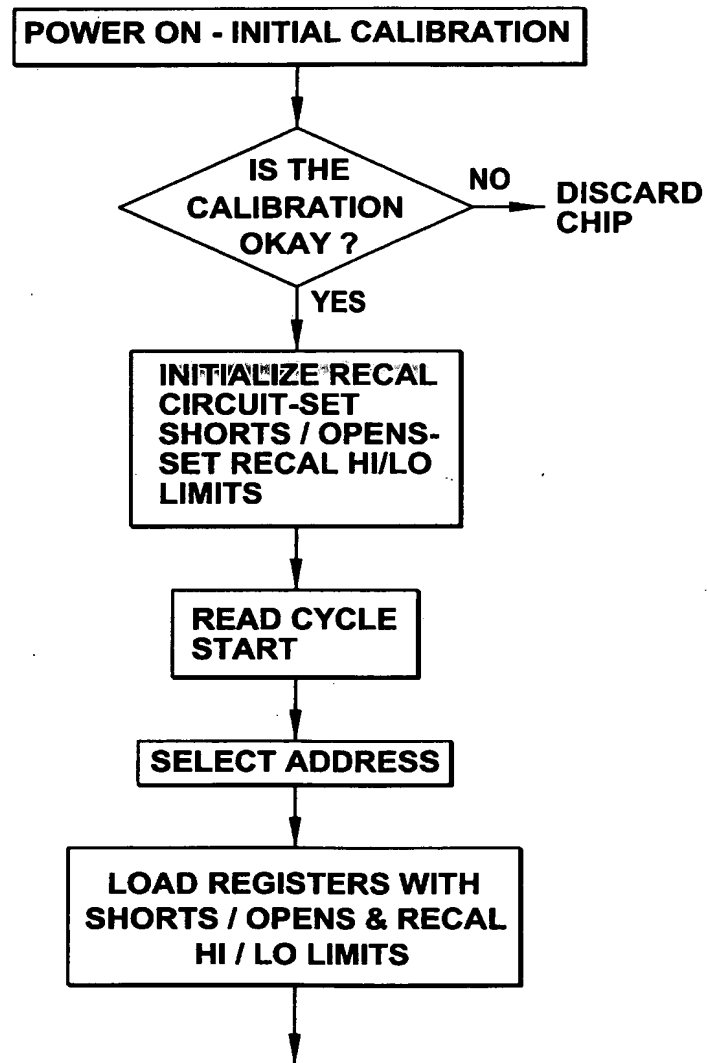 POWER ON - INITIAL CALIBRATION
IS THE
CALIBRATION
OKAY ?
NO
DISCARD
CHIP
YES
INITIALIZE RECAL
CIRCUIT-SET
SHORTS / OPENS-
SET RECAL HI/LO
LIMITS
READ CYCLE
START
SELECT ADDRESS
LOAD REGISTERS WITH
SHORTS / OPENS & RECAL
HI / LO LIMITS